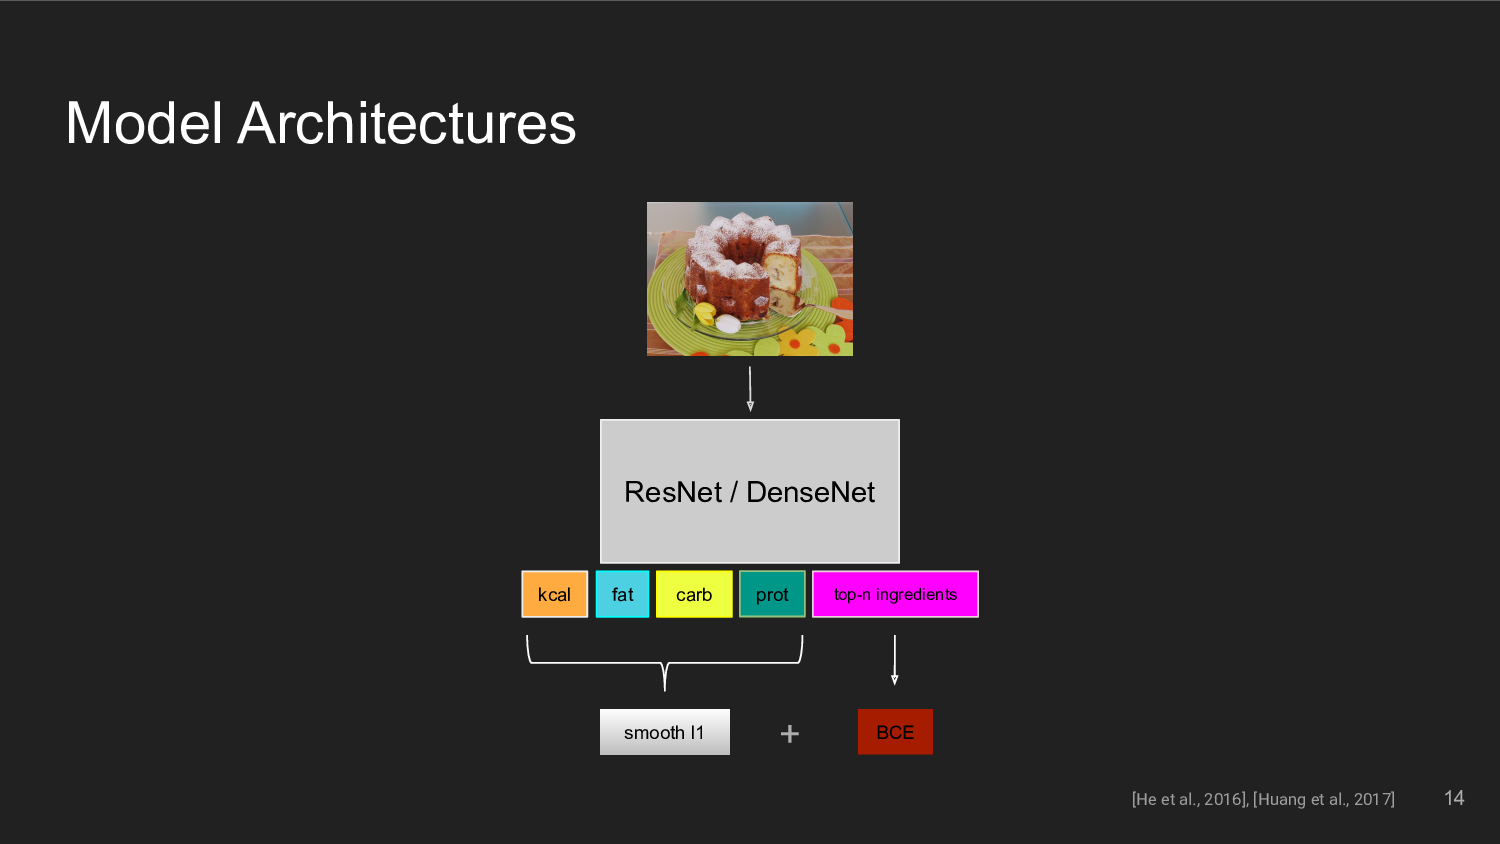 Model Architectures
ResNet / DenseNet
kcal fat carb prot top-n ingredients
smooth l1 + BCE
[He et al., 2016], [Huang et al., 2017] 14